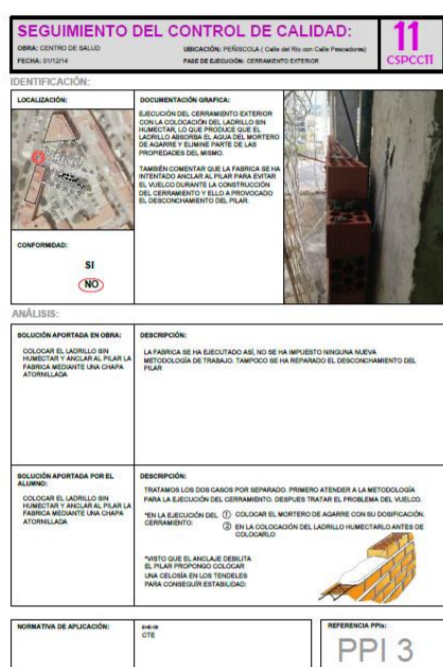 SEGUIMIENTO DEL CONTROL DE CALIDAD:
OBRA: CENTRO DE SALUD
UBICACIÓN: PEÑISCOLA ( Calle del Rio con Calle Pescadores)
FECHA: 01/12/14
FASE DE EJECUCIÓN: CERRAMIENTO EXTERIOR
11
CSPCC11
IDENTIFICACIÓN:
LOCALIZACIÓN:
CONFORMIDAD:
SI
NO
DOCUMENTACIÓN GRAFICA:
EJECUCIÓN DEL CERRAMIENTO EXTERIOR
CON LA COLOCACIÓN DEL LADRILLO SIN
HUMECTAR, LO QUE PRODUCE QUE EL
LADRILLO ABSORBA EL AGUA DEL MORTERO
DE AGARRE Y ELIMINE PARTE DE LAS
PROPIEDADES DEL MISMO.
TAMBIÉN COMENTAR QUE LA FABRICA SE HA
INTENTADO ANCLAR AL PILAR PARA EVITAR
EL VUELCO DURANTE LA CONSTRUCCIÓN
DEL CERRAMIENTO Y ELLO A PROVOCADO
EL DESCONCHAMIENTO DEL PILAR.
ANÁLISIS:
SOLUCIÓN APORTADA EN OBRA:
COLOCAR EL LADRILLO SIN
HUMECTAR Y ANCLAR AL PILAR LA
FABRICA MEDIANTE UNA CHAPA
ATORNILLADA
DESCRIPCIÓN:
LA FABRICA SE HA EJECUTADO ASÍ, NO SE HA IMPUESTO NINGUNA NUEVA
METODOLOGÍA DE TRABAJO. TAMPOCO SE HA REPARADO EL DESCONCHAMIENTO DEL
PILAR
SOLUCIÓN APORTADA POR EL
ALUMNO:
COLOCAR EL LADRILLO SIN
HUMECTAR Y ANCLAR AL PILAR LA
FABRICA MEDIANTE UNA CHAPA
ATORNILLADA
DESCRIPCIÓN:
TRATAMOS LOS DOS CASOS POR SEPARADO. PRIMERO ATENDER A LA METODOLOGÍA
PARA LA EJECUCIÓN DEL CERRAMIENTO. DESPUES TRATAR EL PROBLEMA DEL VUELCO.
*EN LA EJECUCIÓN DEL
CERRAMIENTO:
1 COLOCAR EL MORTERO DE AGARRE CON SU DOSIFICACIÓN.
2 EN LA COLOCACIÓN DEL LADRILLO HUMECTARLO ANTES DE
COLOCARLO
*VISTO QUE EL ANCLAJE DEBILITA
EL PILAR PROPONGO COLOCAR
UNA CELOSÍA EN LOS TENDELES
PARA CONSEGUIR ESTABILIDAD:
NORMATIVA DE APLICACIÓN:
EHE-08
CTE
REFERENCIA PPIs:
PPI 3